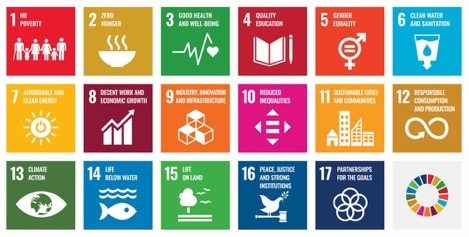 1 NO
POVERTY
2 ZERO
HUNGER
3 GOOD HEALTH
AND WELL-BEING
4 QUALITY
EDUCATION
5 GENDER
EQUALITY
6 CLEAN WATER
AND SANITATION
7 AFFORDABLE AND
CLEAN ENERGY
8 DECENT WORK AND
ECONOMIC GROWTH
9 INDUSTRY, INNOVATION
AND INFRASTRUCTURE
10 REDUCED
INEQUALITIES
11 SUSTAINABLE CITIES
AND COMMUNITIES
12 RESPONSIBLE
CONSUMPTION
AND PRODUCTION
13 CLIMATE
ACTION
14 LIFE
BELOW WATER
15 LIFE
ON LAND
16 PEACE, JUSTICE
AND STRONG
INSTITUTIONS
17 PARTNERSHIPS
FOR THE GOALS